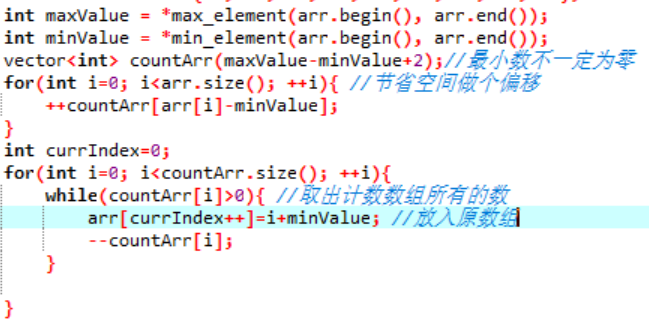 int maxValue = *max_element(arr.begin(), arr.end());
int minValue = *min_element(arr.begin(), arr.end());
vector<int> countArr(maxValue-minValue+2);//最小数不一定为零
for(int i=0; i<arr.size(); ++i){ //节省空间做个偏移
++countArr[arr[i]-minValue];
}
int currIndex=0;
for(int i=0; i<countArr.size(); ++i){
while(countArr[i]>0){ //取出计数数组所有的数
arr[currIndex++]=i+minValue; //放入原数组
--countArr[i];
}
}